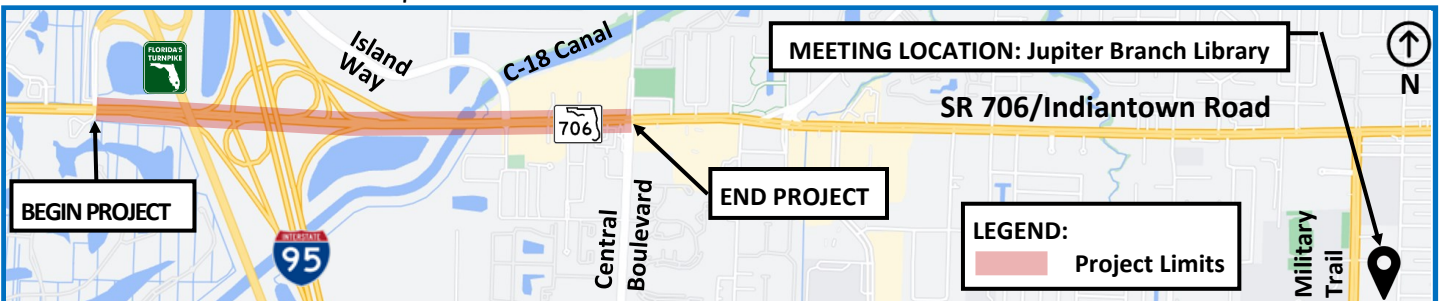 FLORIDA'S
TURNPIKE
Island
Way
C-18 Canal
MEETING LOCATION: Jupiter Branch Library
N
SR 706/Indiantown Road
706
BEGIN PROJECT
END PROJECT
INTERSTATE
95
Central
Boulevard
LEGEND:
Project Limits
Military
Trail